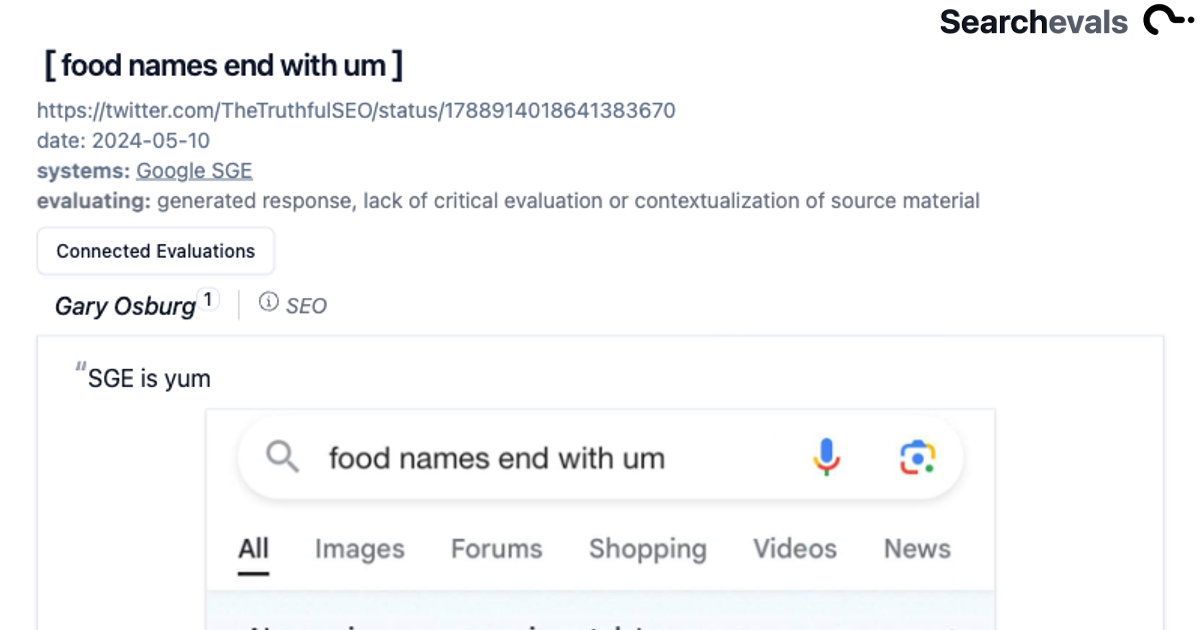 Searchevals
[ food names end with um ]
https://twitter.com/TheTruthfulSEO/status/1788914018641383670
date: 2024-05-10
systems: Google SGE
evaluating: generated response, lack of critical evaluation or contextualization of source material
Connected Evaluations
Gary Osburg 1 SEO
"SGE is yum
food names end with um
All Images Forums Shopping Videos News